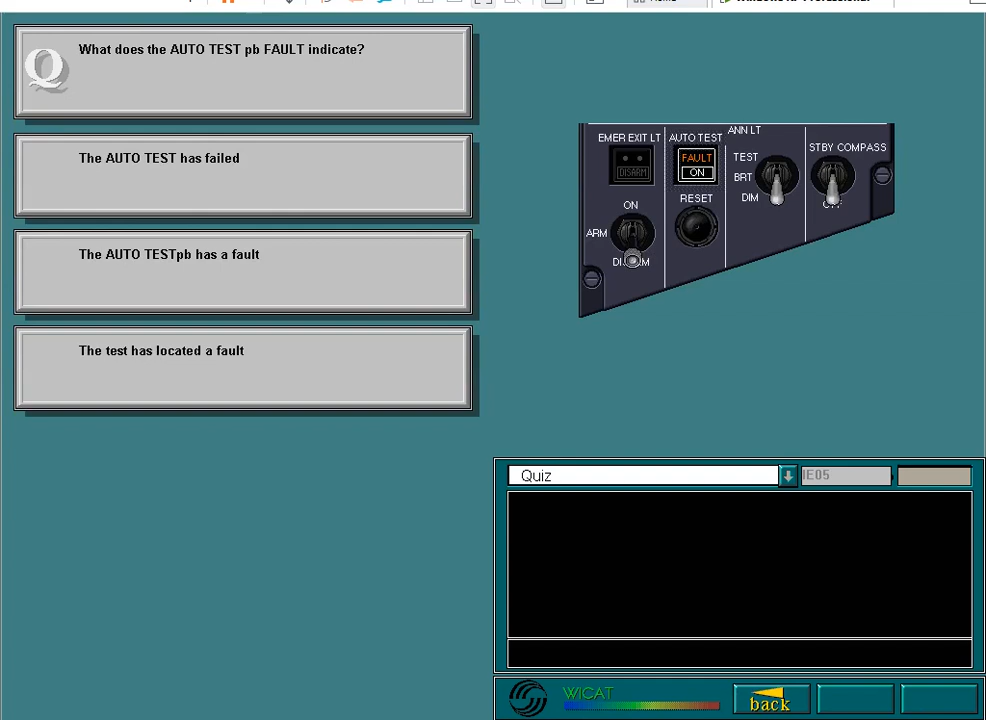 What does the AUTO TEST pb FAULT indicate?
The AUTO TEST has failed
The AUTO TESTpb has a fault
The test has located a fault
EMER EXIT LT
AUTO TEST
ANN LT
STBY COMPASS
DISARM
FAULT
ON
TEST
BRT
DIM
ON
ARM
RESET
Quiz
IE05
WICAT
back